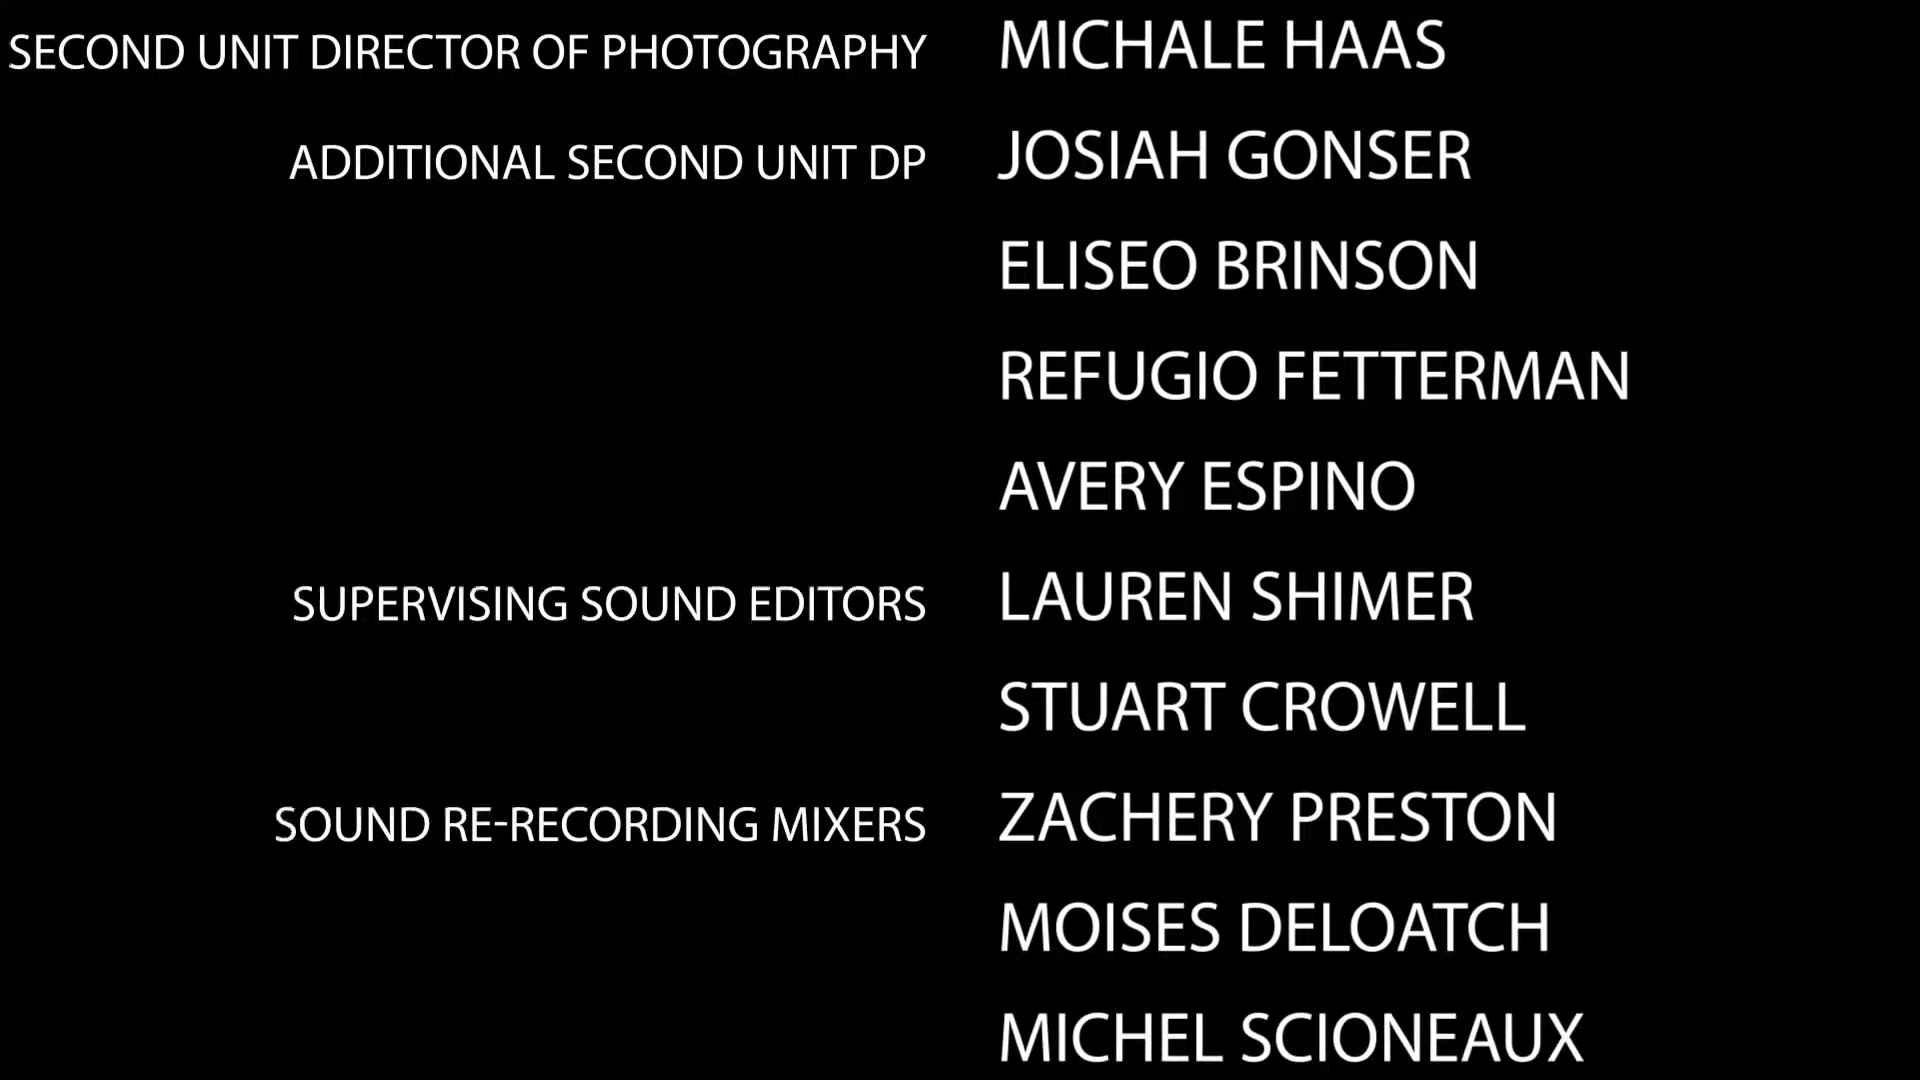 SECOND UNIT DIRECTOR OF PHOTOGRAPHY MICHALE HAAS
ADDITIONAL SECOND UNIT DP JOSIAH GONSER
ELISEO BRINSON
REFUGIO FETTERMAN
AVERY ESPINO
SUPERVISING SOUND EDITORS LAUREN SHIMER
STUART CROWELL
SOUND RE-RECORDING MIXERS ZACHERY PRESTON
MOISES DELOATCH
MICHEL SCIONEAUX